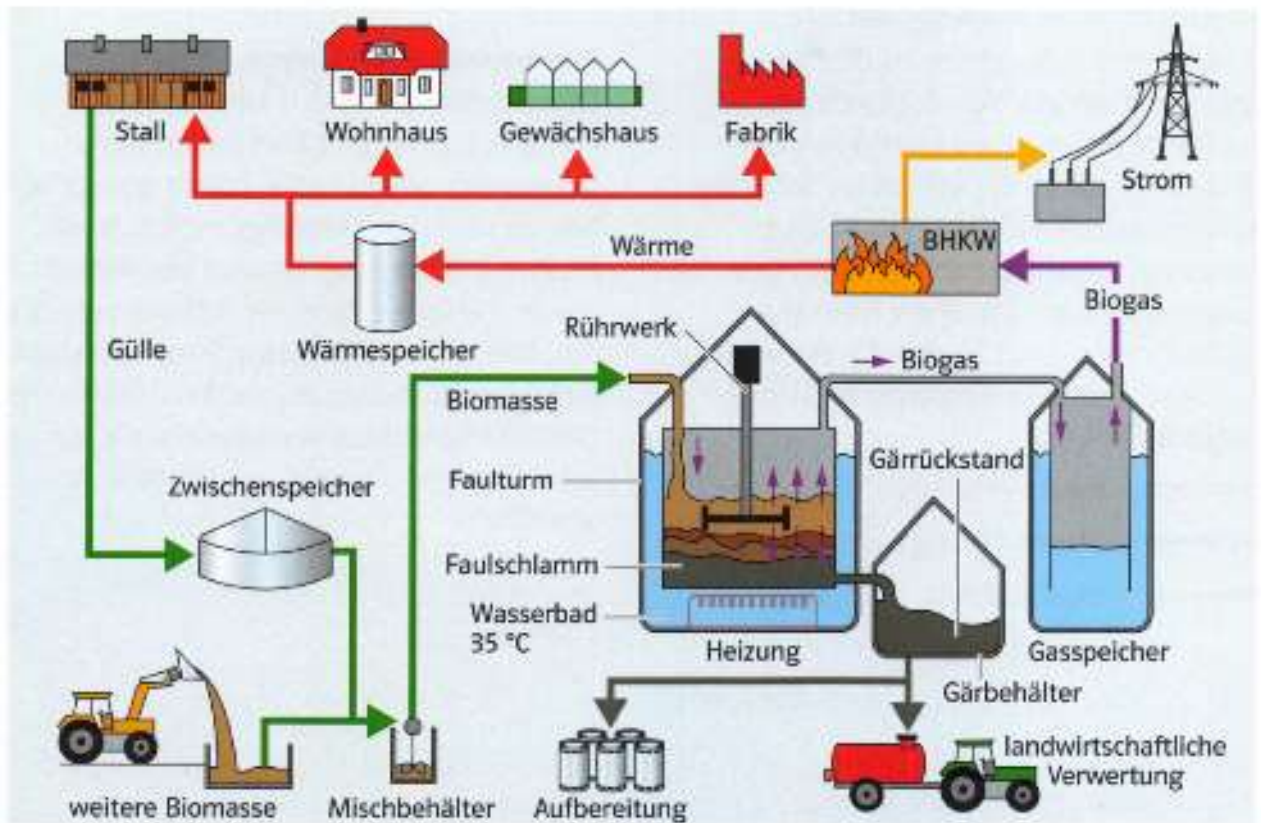 Stall
Wohnhaus
Gewächshaus
Fabrik
Strom
BHKW
Wärme
Biogas
Rührwerk
Gülle
Wärmespeicher
Biogas
Biomasse
Gärrückstand
Zwischenspeicher
Faulturm
Faulschlamm
Wasserbad
35 °C
Heizung
Gasspeicher
Gärbehälter
landwirtschaftliche
Verwertung
weitere Biomasse
Mischbehälter
Aufbereitung